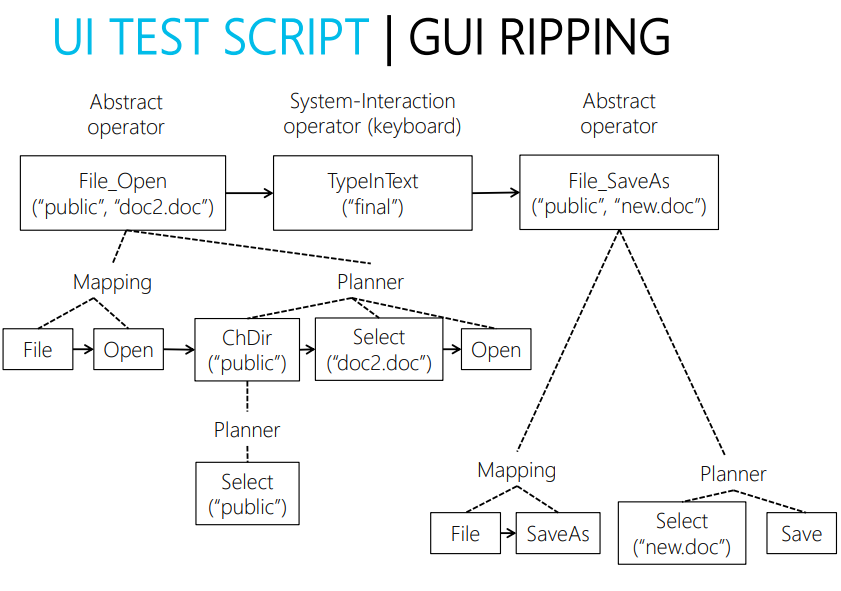 UI TEST SCRIPT | GUI RIPPING
Abstract
operator
System-Interaction
operator (keyboard)
Abstract
operator
File_Open
(“public”, “doc2.doc”)
TypeInText
(“final”)
File_SaveAs
(“public”, “new.doc”)
Mapping
Planner
File
Open
ChDir
(“public”)
Select
(“doc2.doc”)
Open
Planner
Select
(“public”)
Mapping
Planner
File
SaveAs
Select
(“new.doc”)
Save